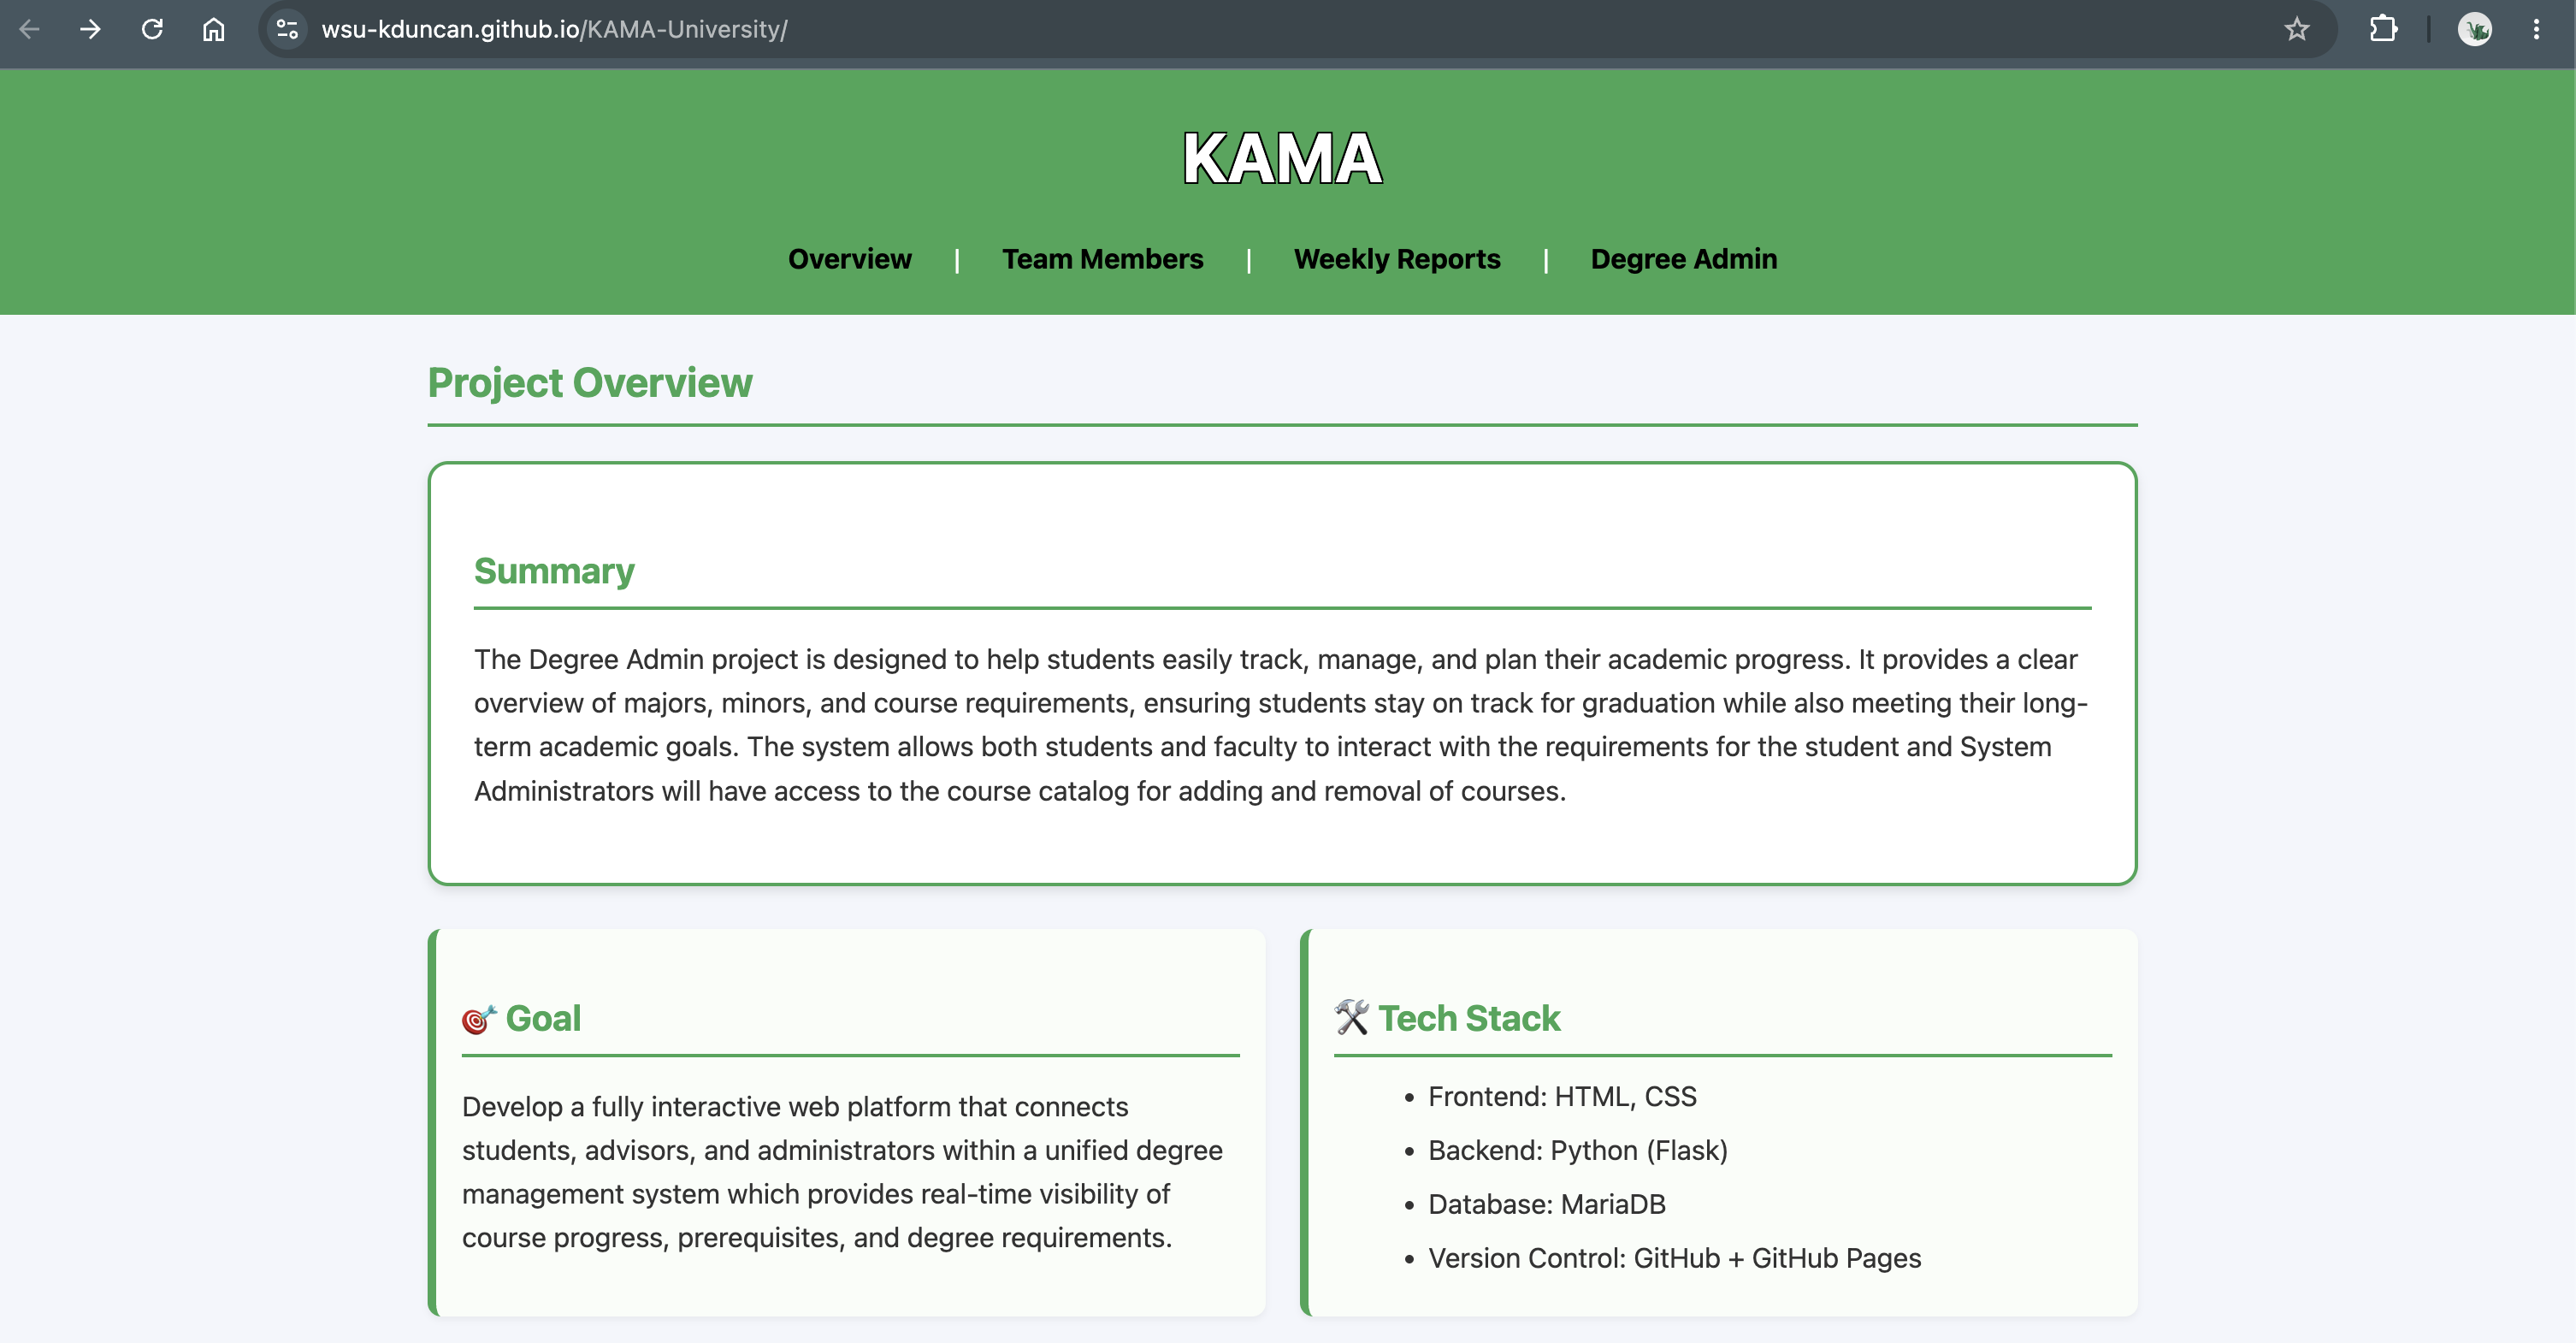 wsu-kduncan.github.io/KAMA-University/
KAMA
Overview | Team Members | Weekly Reports | Degree Admin
Project Overview
Summary
The Degree Admin project is designed to help students easily track, manage, and plan their academic progress. It provides a clear
overview of majors, minors, and course requirements, ensuring students stay on track for graduation while also meeting their long-
term academic goals. The system allows both students and faculty to interact with the requirements for the student and System
Administrators will have access to the course catalog for adding and removal of courses.
🎯 Goal
Develop a fully interactive web platform that connects
students, advisors, and administrators within a unified degree
management system which provides real-time visibility of
course progress, prerequisites, and degree requirements.
🛠️ Tech Stack
• Frontend: HTML, CSS
• Backend: Python (Flask)
• Database: MariaDB
• Version Control: GitHub + GitHub Pages